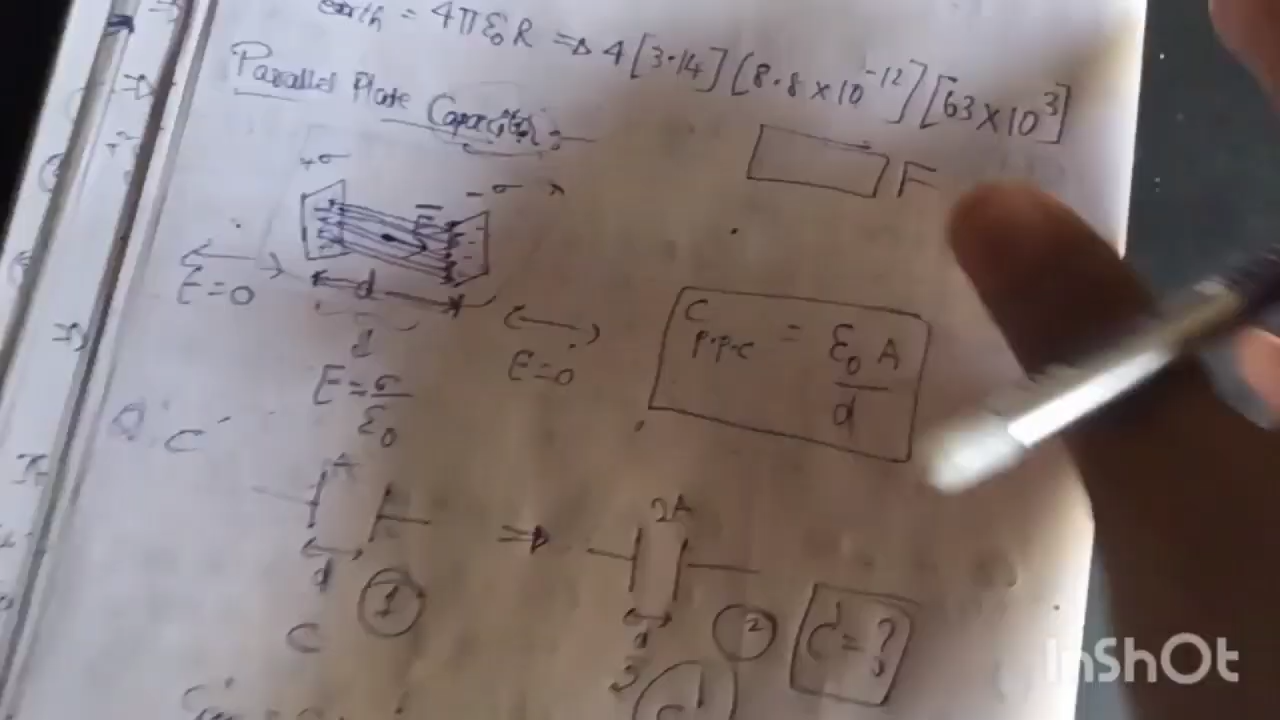 earth = 4πε₀R ⇒ 4[3.14][8.8×10⁻¹²][63×10³]
Parallel Plate Capacitor:-
+σ
-σ
E
F
d
E=0
E=0
d
E=σ/ε₀
C p.p.c = ε₀A/d
Q. C
A
2A
d
d/3
1
2
C
C'
C'=?
InShOt